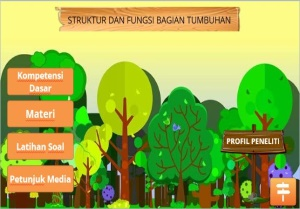 STRUKTUR DAN FUNGSI BAGIAN TUMBUHAN
Kompetensi
Dasar
Materi
Latihan Soal
Petunjuk Media
PROFIL PENELITI